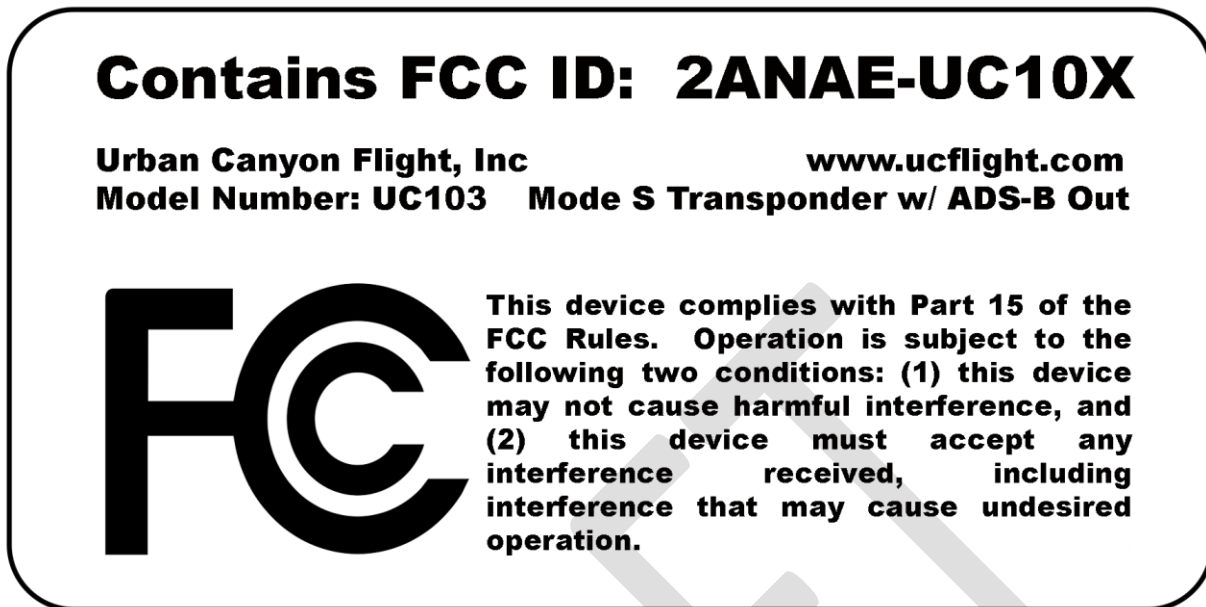 Contains FCC ID: 2ANAE-UC10X
Urban Canyon Flight, Inc www.ucflight.com
Model Number: UC103 Mode S Transponder w/ ADS-B Out
FCC
This device complies with Part 15 of the
FCC Rules. Operation is subject to the
following two conditions: (1) this device
may not cause harmful interference, and
(2) this device must accept any
interference received, including
interference that may cause undesired
operation.